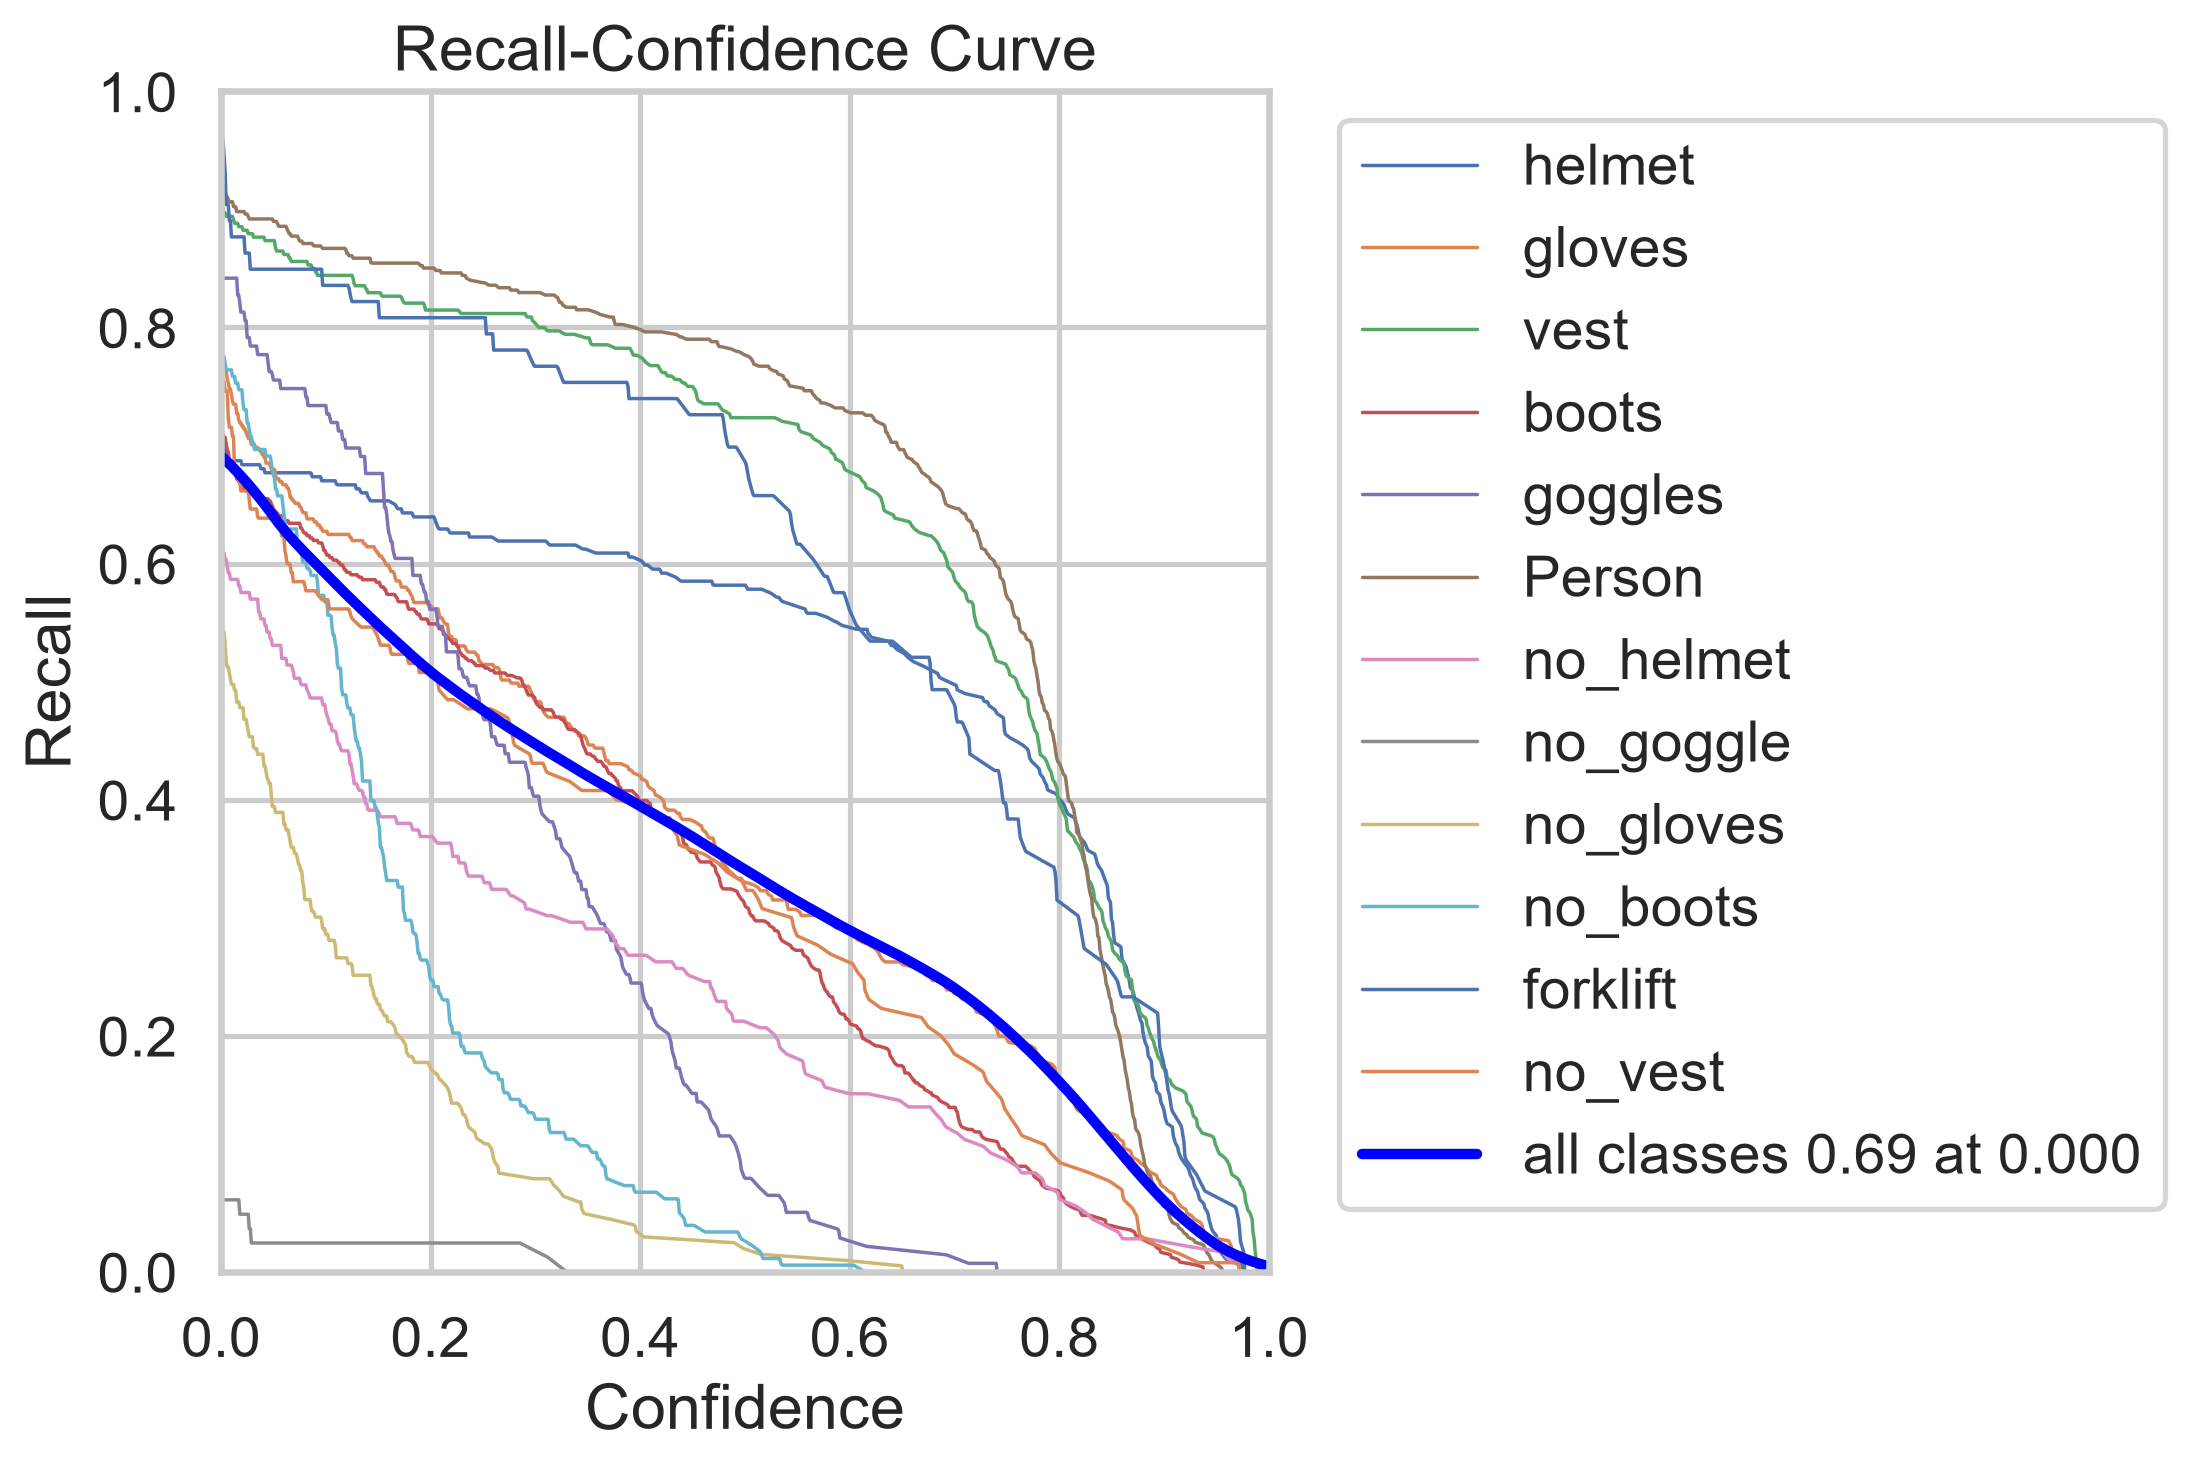 Recall-Confidence Curve
1.0
0.8
0.6
0.4
0.2
0.0
Recall
0.0 0.2 0.4 0.6 0.8 1.0
Confidence
helmet
gloves
vest
boots
goggles
Person
no_helmet
no_goggle
no_gloves
no_boots
forklift
no_vest
all classes 0.69 at 0.000